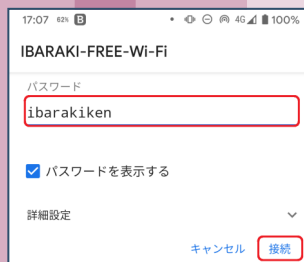 17:07 62% B 4G 100%
IBARAKI-FREE-Wi-Fi
パスワード
ibarakiken
パスワードを表示する
詳細設定
キャンセル 接続